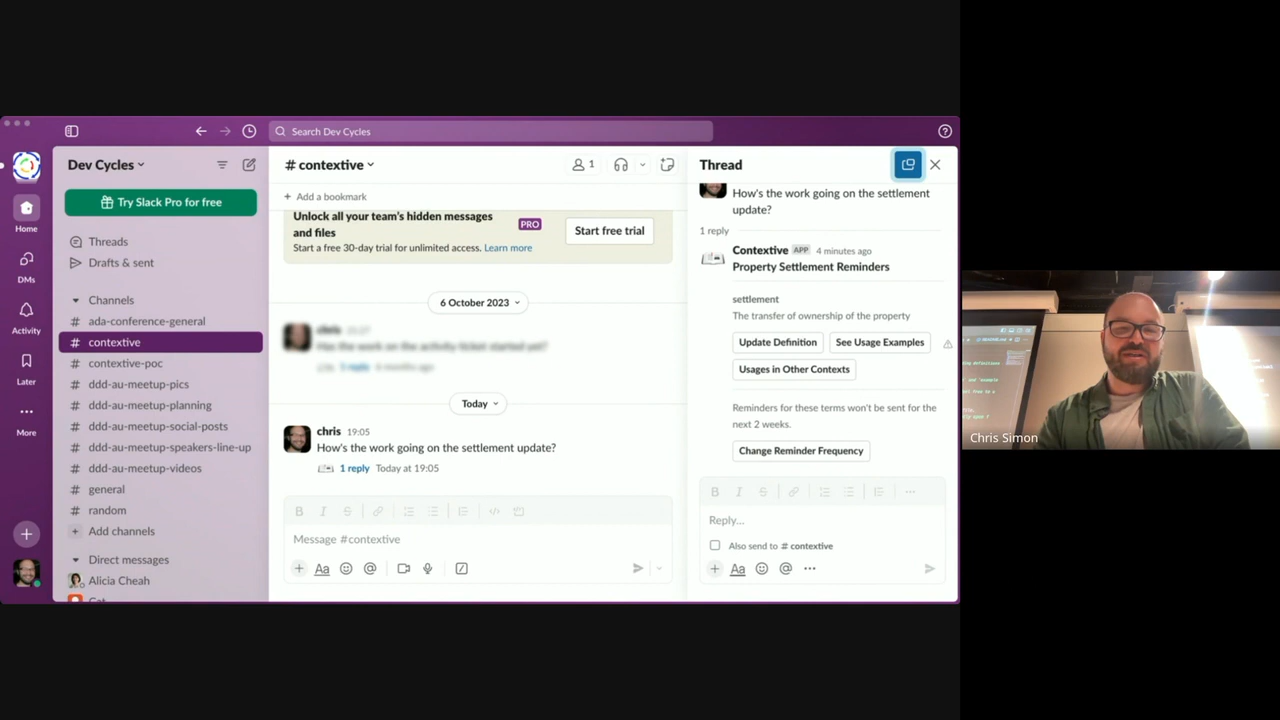 Search Dev Cycles
Dev Cycles
Try Slack Pro for free
Home
DMs
Activity
Later
More
Threads
Drafts & sent
Channels
# ada-conference-general
# contextive
# contextive-poc
# ddd-au-meetup-pics
# ddd-au-meetup-planning
# ddd-au-meetup-social-posts
# ddd-au-meetup-speakers-line-up
# ddd-au-meetup-videos
# general
# random
+ Add channels
Direct messages
Alicia Cheah
# contextive
1
+ Add a bookmark
Unlock all your team's hidden messages
and files
PRO
Start a free 30-day trial for unlimited access. Learn more
Start free trial
6 October 2023
Today
chris 19:05
How's the work going on the settlement update?
1 reply Today at 19:05
Message #contextive
Thread
How's the work going on the settlement
update?
1 reply
Contextive APP 4 minutes ago
Property Settlement Reminders
settlement
The transfer of ownership of the property
Update Definition
See Usage Examples
Usages in Other Contexts
Reminders for these terms won't be sent for the
next 2 weeks.
Change Reminder Frequency
Reply...
Also send to # contextive
Chris Simon